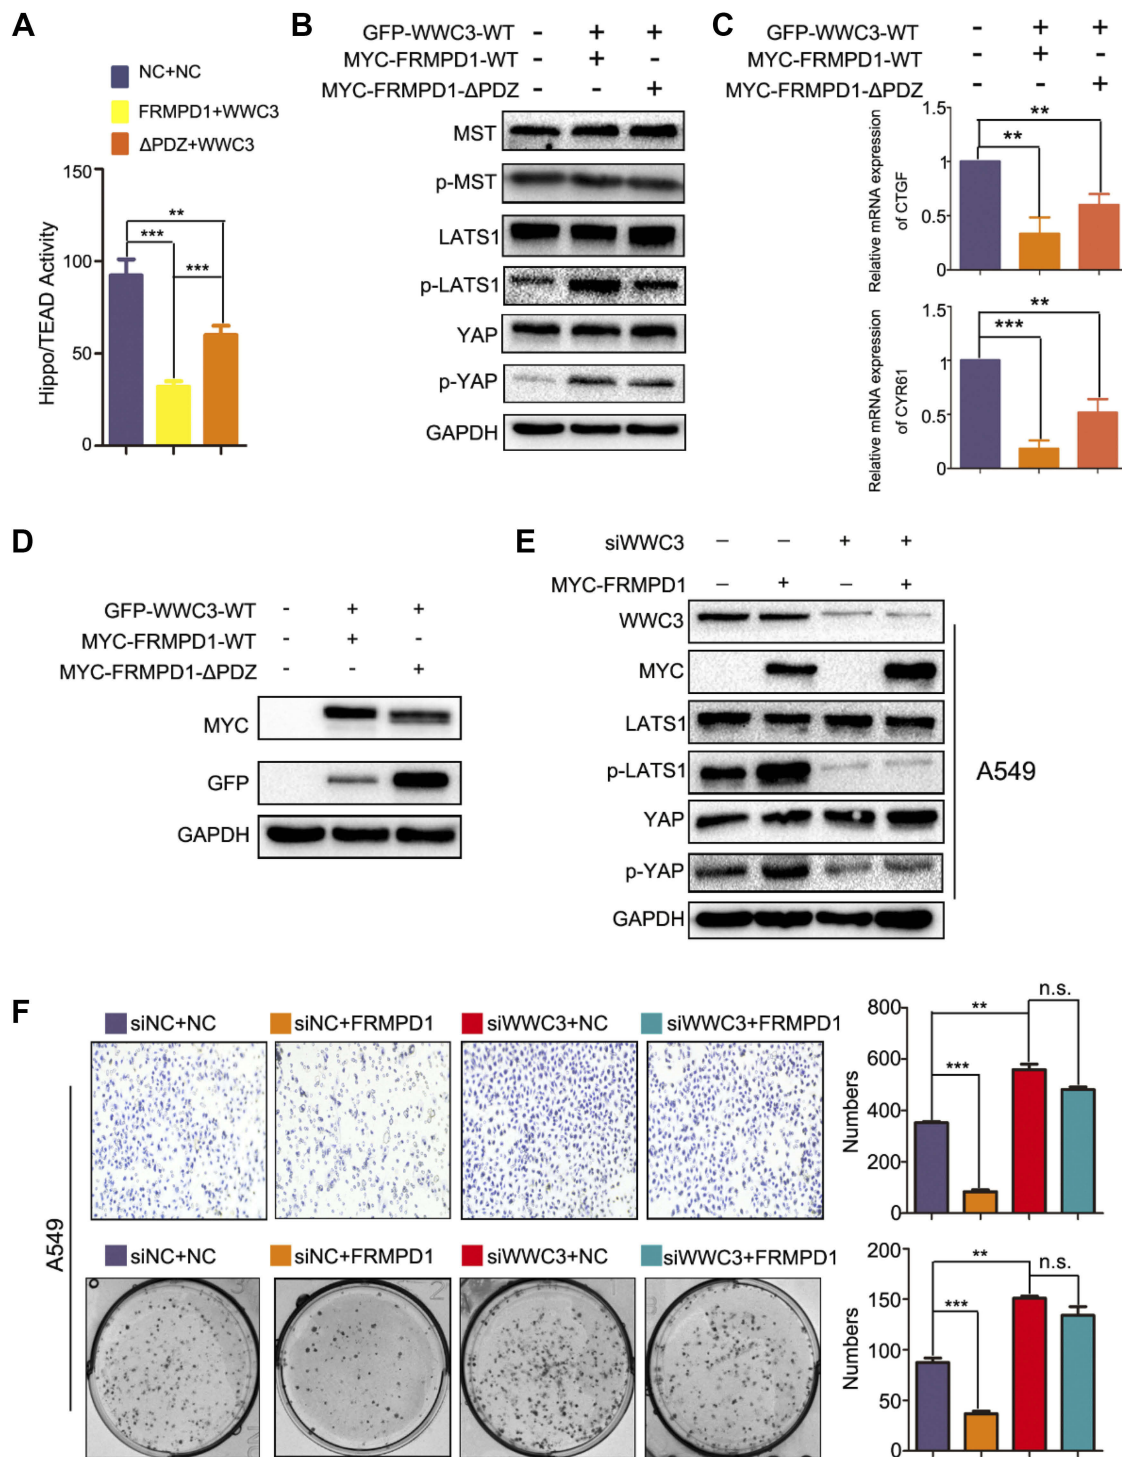 A
NC+NC
FRMPD1+WWC3
ΔPDZ+WWC3
Hippo/TEAD Activity
150
100
50
0
**
***
***
B
GFP-WWC3-WT - + +
MYC-FRMPD1-WT - + -
MYC-FRMPD1-ΔPDZ - - +
MST
p-MST
LATS1
p-LATS1
YAP
p-YAP
GAPDH
C
GFP-WWC3-WT - + +
MYC-FRMPD1-WT - + -
MYC-FRMPD1-ΔPDZ - - +
Relative mRNA expression
of CTGF
1.5
1
0.5
0
**
**
Relative mRNA expression
of CYR61
1.5
1
0.5
0
**
***
D
GFP-WWC3-WT - + +
MYC-FRMPD1-WT - + -
MYC-FRMPD1-ΔPDZ - - +
MYC
GFP
GAPDH
E
siWWC3 – – + +
MYC-FRMPD1 – + – +
WWC3
MYC
LATS1
p-LATS1
YAP
p-YAP
GAPDH
A549
F
A549
siNC+NC
siNC+FRMPD1
siWWC3+NC
siWWC3+FRMPD1
Numbers
800
600
400
200
0
n.s.
**
***
siNC+NC
siNC+FRMPD1
siWWC3+NC
siWWC3+FRMPD1
Numbers
200
150
100
50
0
**
n.s.
***